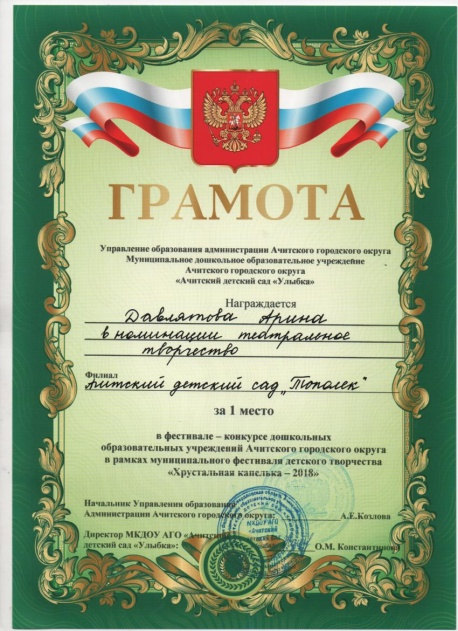 ГРАМОТА
Управление образования администрации Ачитского городского округа
Муниципальное дошкольное образовательное учреждение
Ачитского городского округа
«Ачитский детский сад «Улыбка»
Награждается
Давлятова Арина
в номинации театральное
творчество
Филиал
Ачитский детский сад „Тополек“
за 1 место
в фестивале – конкурсе дошкольных
образовательных учреждений Ачитского городского округа
в рамках муниципального фестиваля детского творчества
«Хрустальная капелька – 2018»
Начальник Управления образования
Администрации Ачитского городского округа: А.Е.Козлова
Директор МКДОУ АГО «Ачитский
детский сад «Улыбка»: О.М. Константинова
МКДОУ АГО